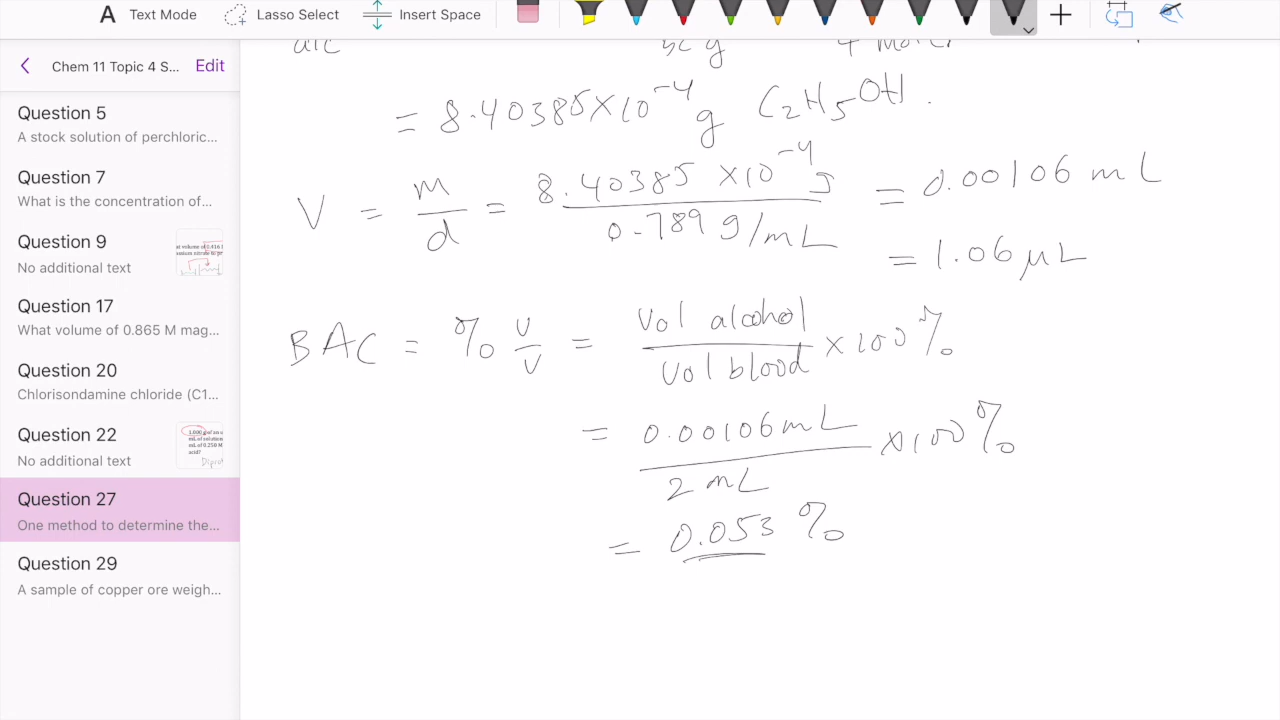 Text Mode Lasso Select Insert Space
Chem 11 Topic 4 S... Edit
Question 5
A stock solution of perchloric...
Question 7
What is the concentration of...
Question 9
No additional text
Question 17
What volume of 0.865 M mag...
Question 20
Chlorisondamine chloride (C1...
Question 22
No additional text
Question 27
One method to determine the...
Question 29
A sample of copper ore weigh...
= 8.40385 × 10⁻⁴ g C₂H₅OH.
V = m/d = 8.40385 × 10⁻⁴ g / 0.789 g/mL = 0.00106 mL
= 1.06 μL
BAC = % v/v = vol alcohol / vol blood × 100%
= 0.00106 mL / 2 mL × 100%
= 0.053 %